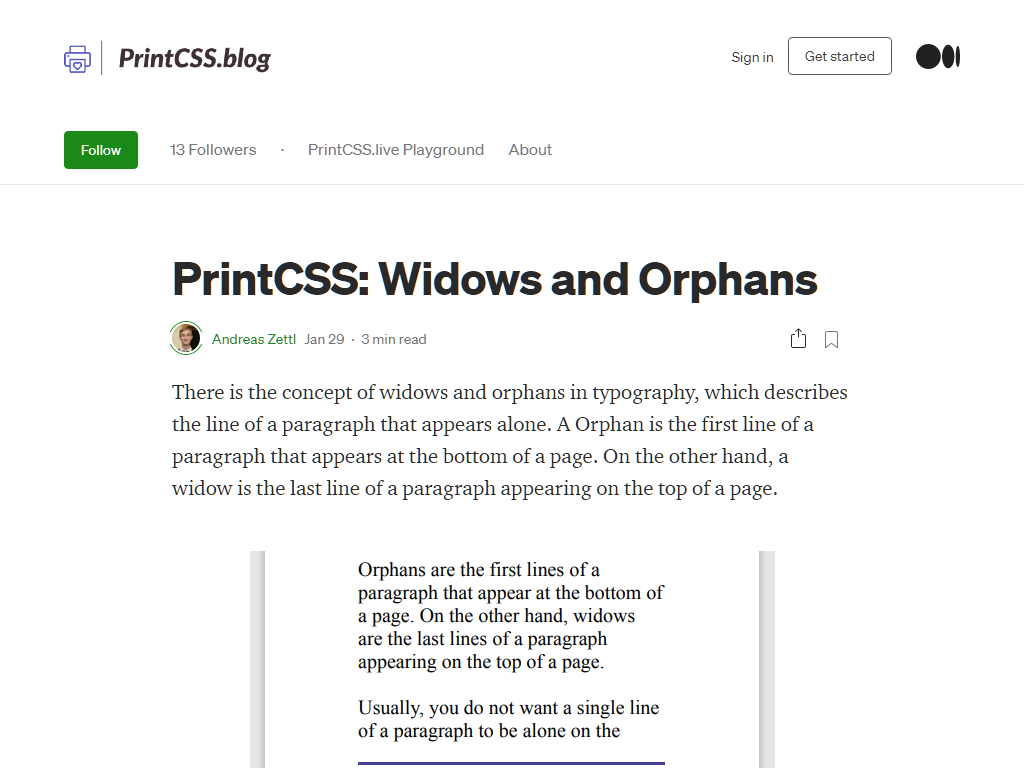 PrintCSS.blog
Sign in
Get started
Follow
13 Followers
·
PrintCSS.live Playground
About
PrintCSS: Widows and Orphans
Andreas Zettl Jan 29 · 3 min read
There is the concept of widows and orphans in typography, which describes
the line of a paragraph that appears alone. A Orphan is the first line of a
paragraph that appears at the bottom of a page. On the other hand, a
widow is the last line of a paragraph appearing on the top of a page.
Orphans are the first lines of a
paragraph that appear at the bottom of
a page. On the other hand, widows
are the last lines of a paragraph
appearing on the top of a page.
Usually, you do not want a single line
of a paragraph to be alone on the